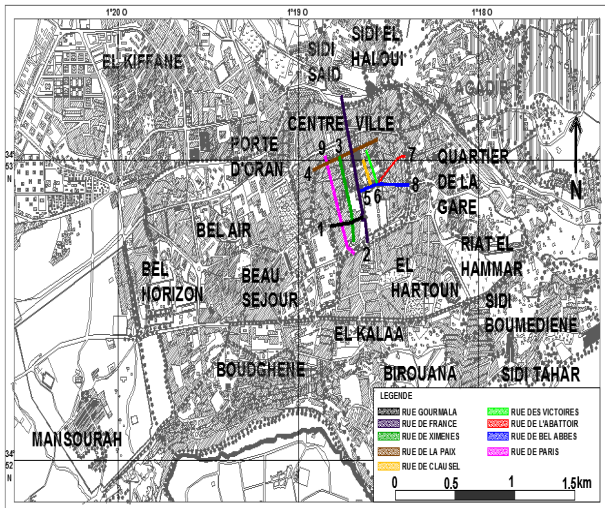 1°20 1°19 1°18
EL KIFFANE
SIDI
SAID
SIDI EL
HALOUI
AGADIR
CENTRE VILLE
PORTE
D'ORAN
34°
53
N
9 3 7
4
5 6 8
1
2
QUARTIER
DE LA
GARE
N
BEL AIR
BEL
HORIZON
BEAU
SEJOUR
EL
HARTOUN
RIAT EL
HAMMAR
SIDI
BOUMEDIENE
EL KALAA
BOUDGHENE
BIROUANA
SIDI TAHAR
MANSOURAH
34°
52
N
LEGENDE
RUE GOURMALA
RUE DE FRANCE
RUE DE XIMENES
RUE DE LA PAIX
RUE DE CLAUSEL
RUE DES VICTOIRES
RUE DE L'ABATTOIR
RUE DE BEL ABBES
RUE DE PARIS
0 0.5 1 1.5km